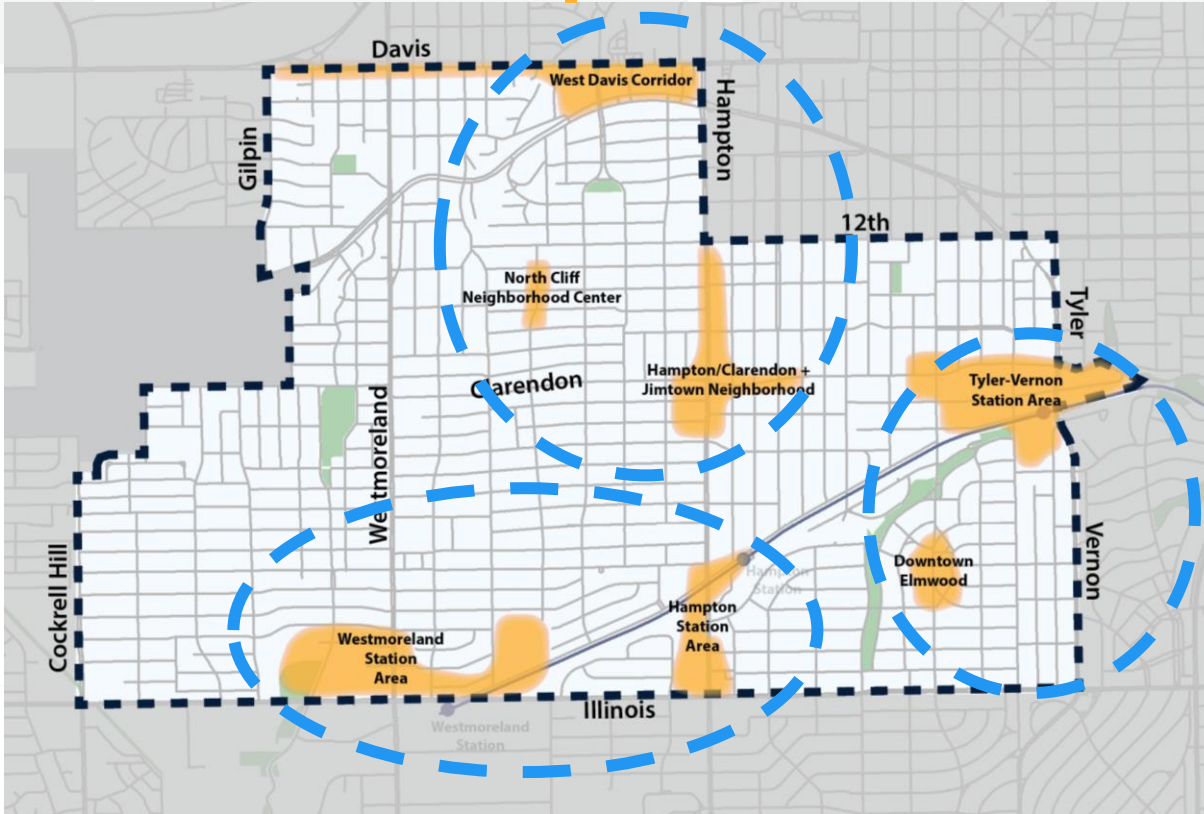 Davis
West Davis Corridor
Gilpin
Hampton
12th
North Cliff
Neighborhood Center
Tyler
Hampton/Clarendon +
Jimtown Neighborhood
Clarendon
Tyler-Vernon
Station Area
Westmoreland
Cockrell Hill
Vernon
Downtown
Elmwood
Hampton
Station
Hampton
Station
Area
Westmoreland
Station
Area
Illinois
Westmoreland
Station